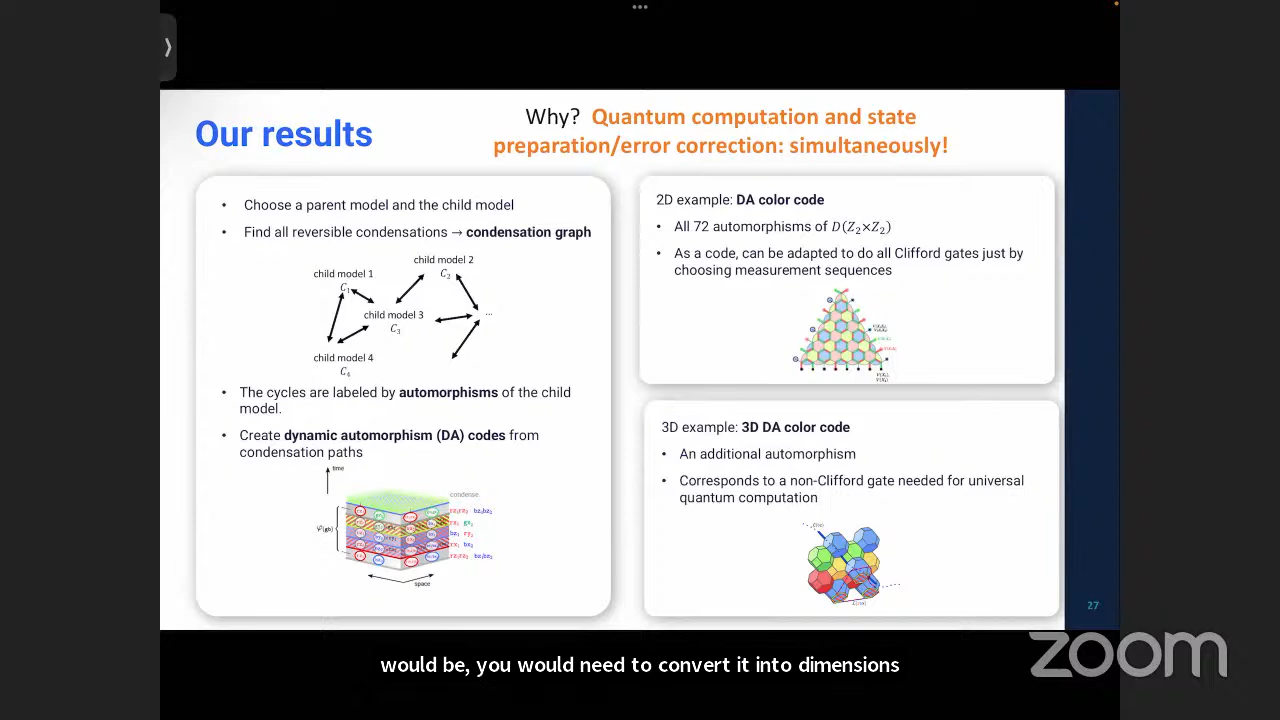 Our results
Why? Quantum computation and state
preparation/error correction: simultaneously!
• Choose a parent model and the child model
• Find all reversible condensations → condensation graph
child model 1
C₁
child model 2
C₂
child model 3
C₃
...
child model 4
C₄
• The cycles are labeled by automorphisms of the child
model.
• Create dynamic automorphism (DA) codes from
condensation paths
time
condense
φ(gb)
space
2D example: DA color code
• All 72 automorphisms of D(Z₂×Z₂)
• As a code, can be adapted to do all Clifford gates just by
choosing measurement sequences
3D example: 3D DA color code
• An additional automorphism
• Corresponds to a non-Clifford gate needed for universal
quantum computation
27
would be, you would need to convert it into dimensions
zoom